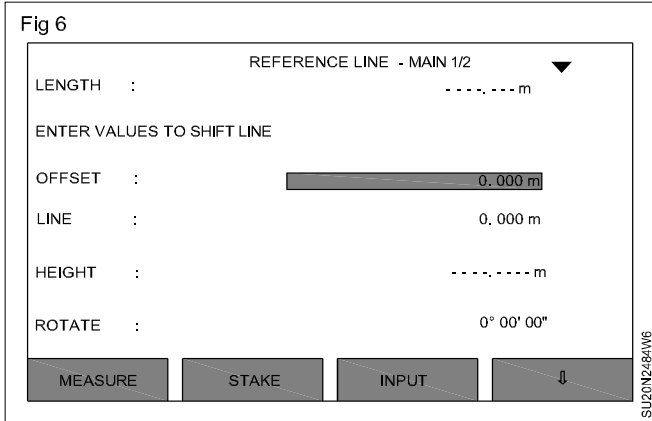 Fig 6
REFERENCE LINE - MAIN 1/2
LENGTH : - - - -. - - - m
ENTER VALUES TO SHIFT LINE
OFFSET : 0. 000 m
LINE : 0. 000 m
HEIGHT : - - - -. - - - - m
ROTATE : 0° 00' 00"
MEASURE STAKE INPUT ⇩
SU20N2484W6